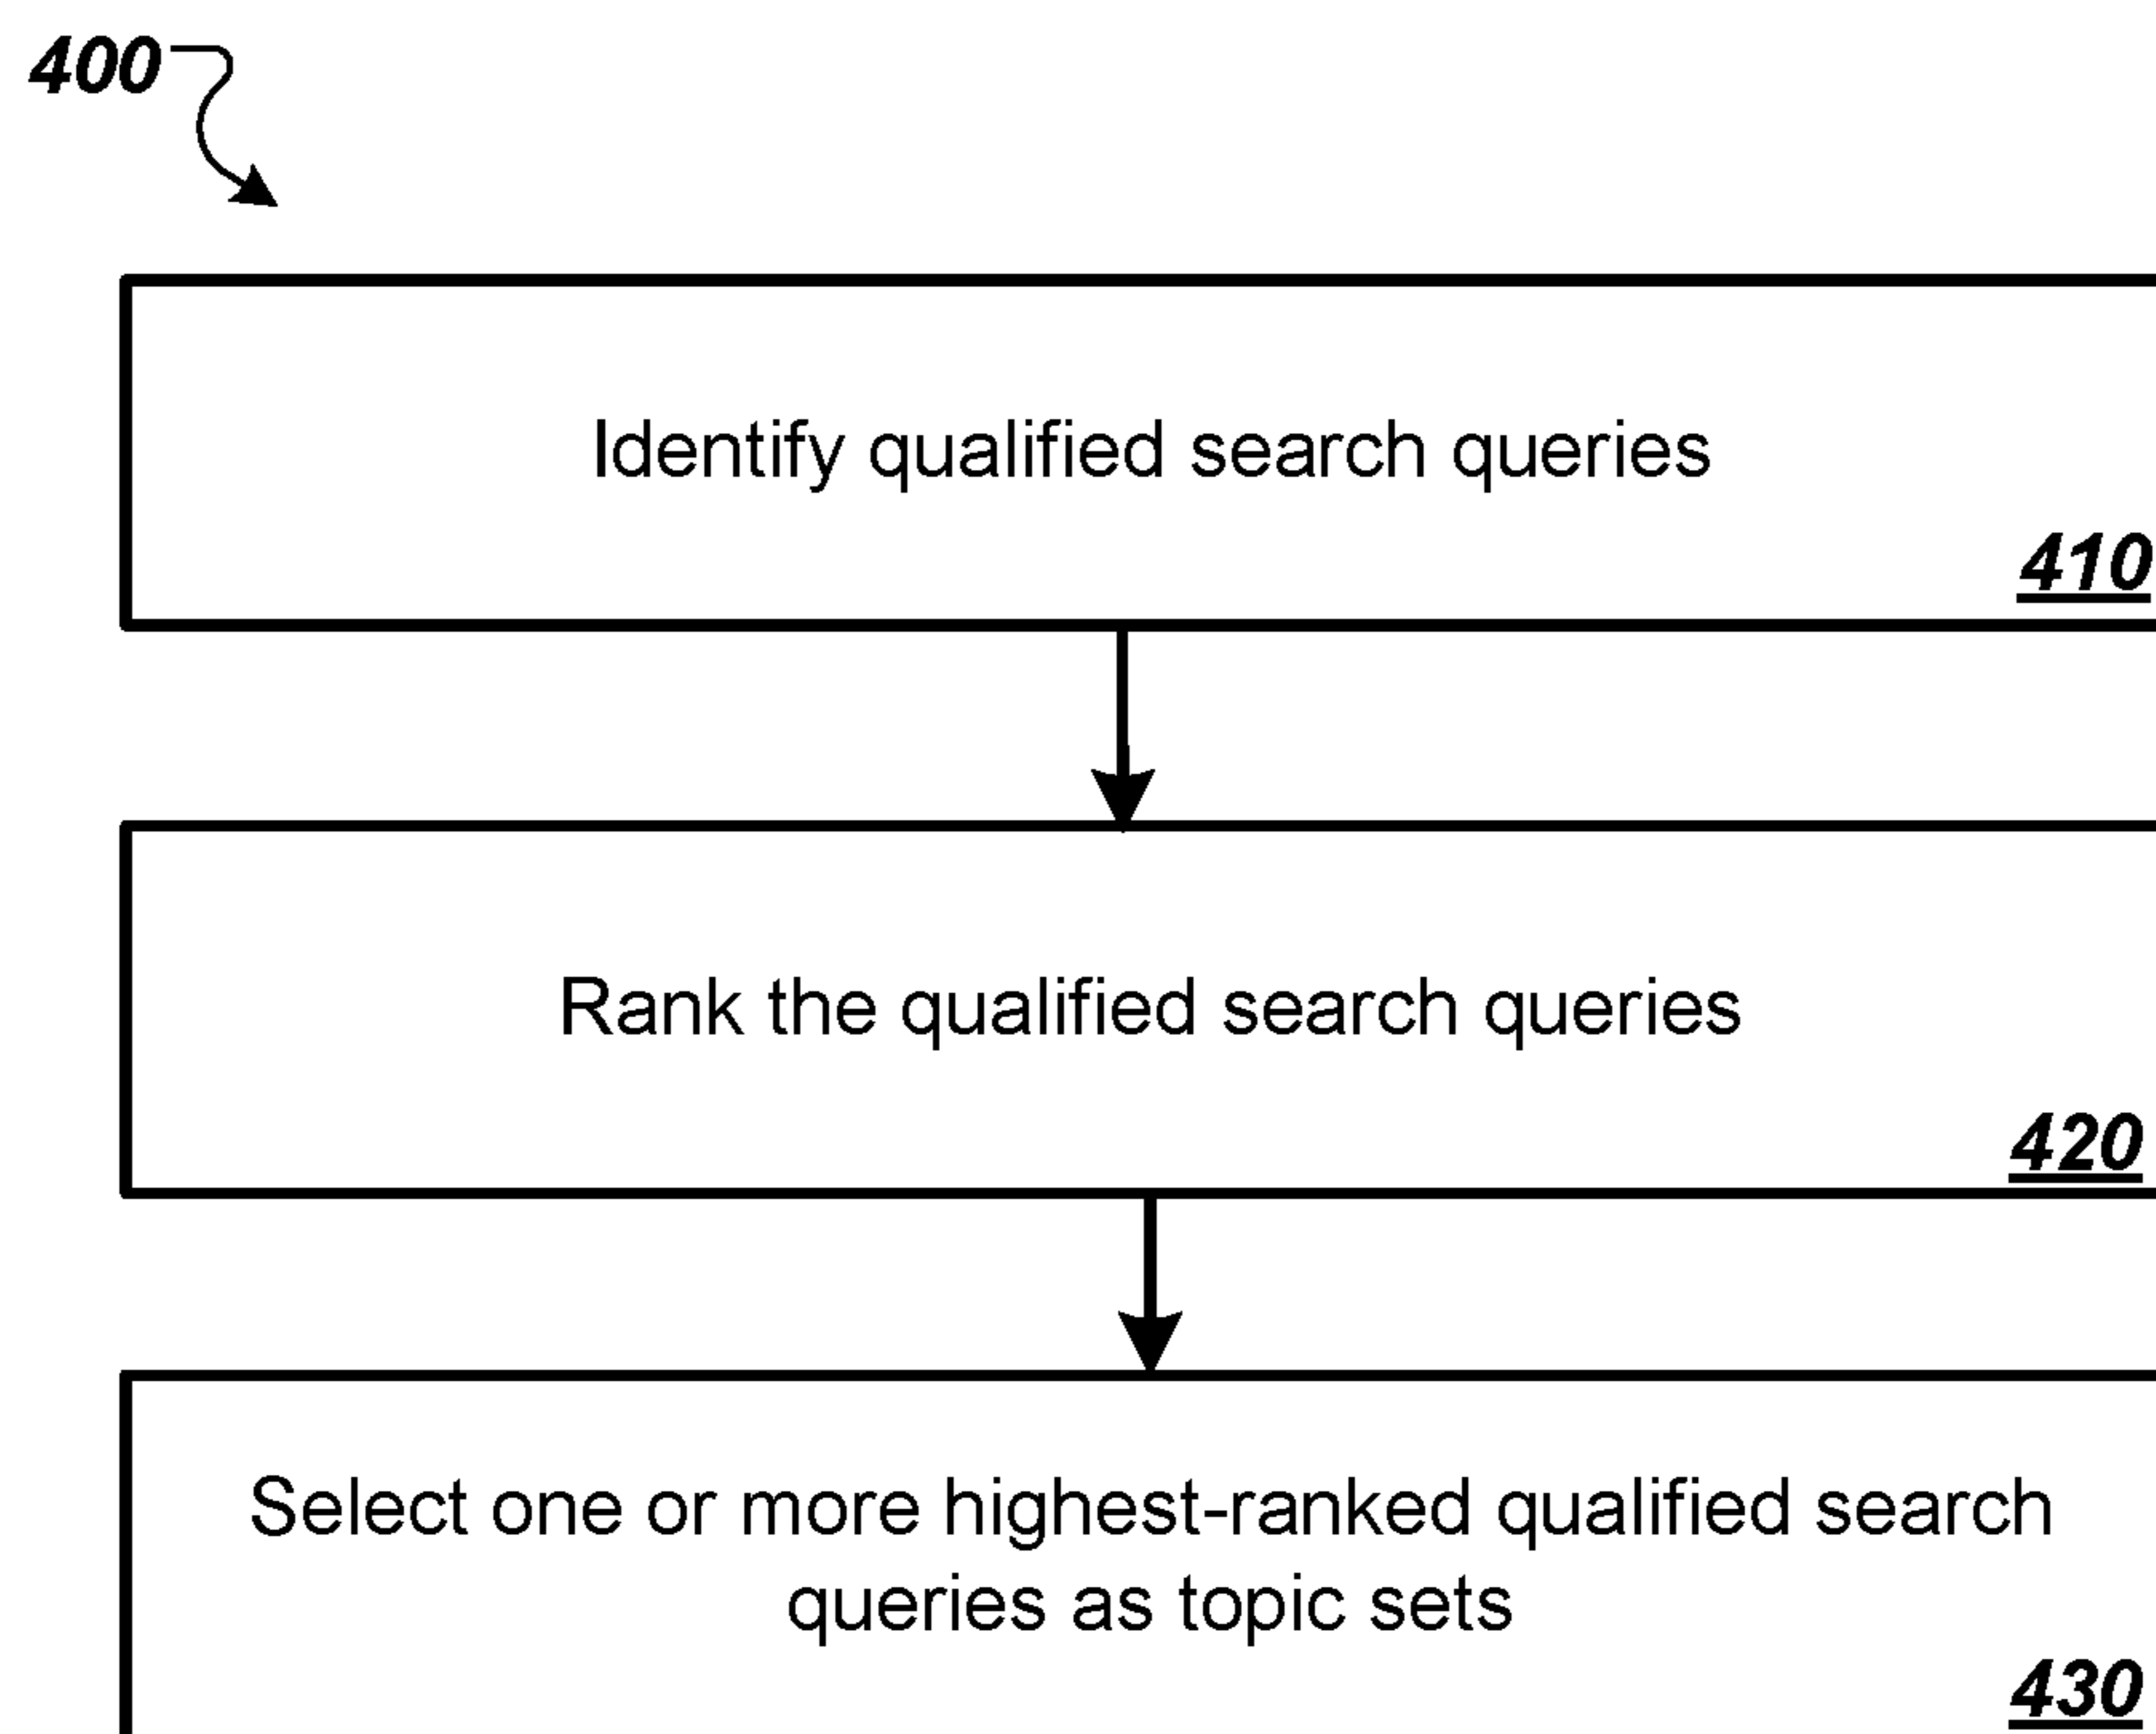 400
Identify qualified search queries
410
Rank the qualified search queries
420
Select one or more highest-ranked qualified search
queries as topic sets
430